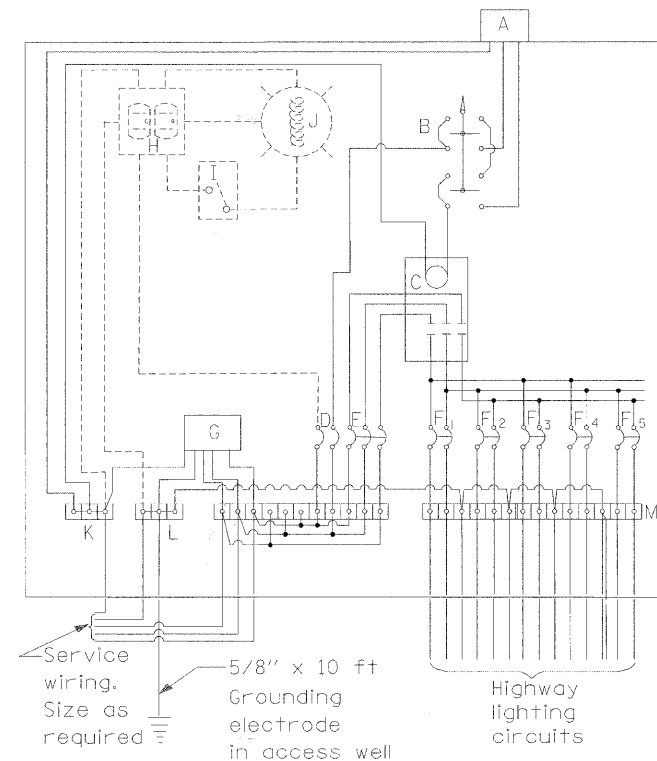 A
B
J
H
I
C
D E F1 F2 F3 F4 F5
G
K L M
Service
wiring.
Size as
required
5/8" x 10 ft
Grounding
electrode
in access well
Highway
lighting
circuits